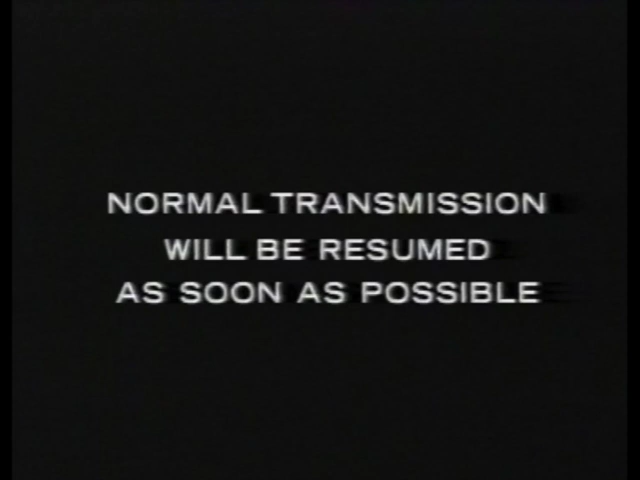 NORMAL TRANSMISSION
WILL BE RESUMED
AS SOON AS POSSIBLE